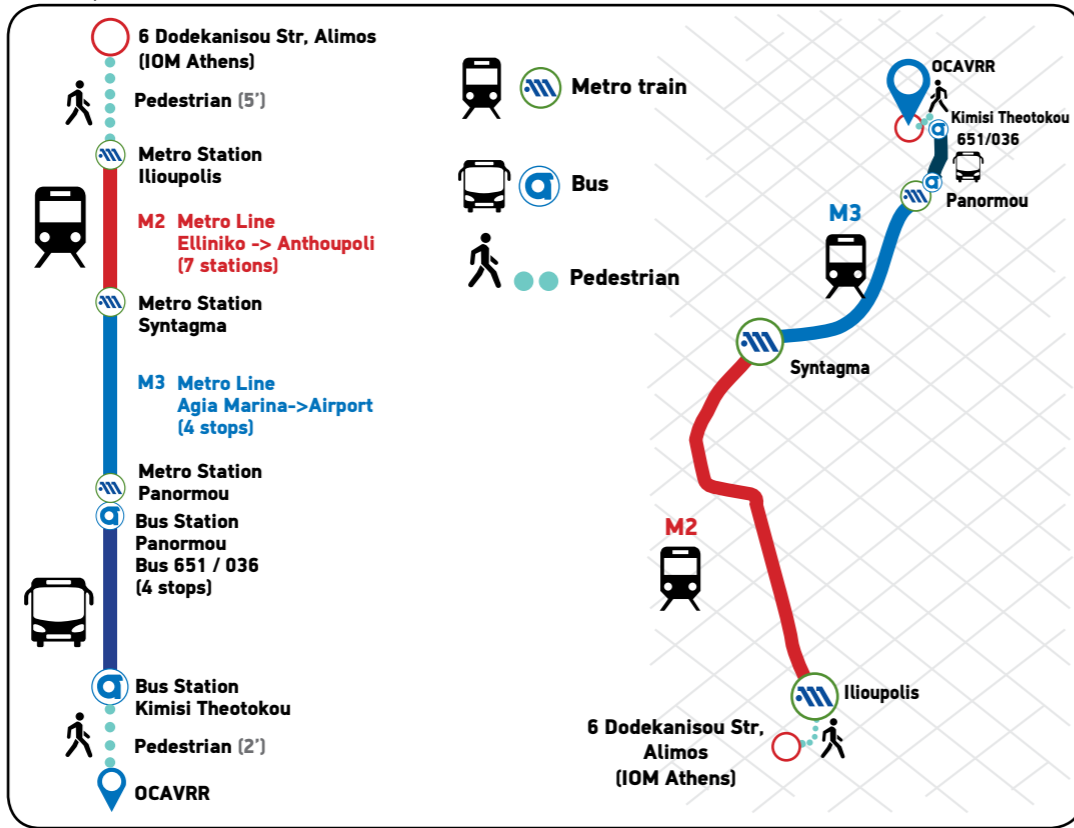 6 Dodekanisou Str, Alimos
(IOM Athens)
Pedestrian (5')
Metro Station
Ilioupolis
M2 Metro Line
Elliniko -> Anthoupoli
(7 stations)
Metro Station
Syntagma
M3 Metro Line
Agia Marina->Airport
(4 stops)
Metro Station
Panormou
Bus Station
Panormou
Bus 651 / 036
(4 stops)
Bus Station
Kimisi Theotokou
Pedestrian (2')
OCAVRR
Metro train
Bus
Pedestrian
OCAVRR
Kimisi Theotokou
651/036
Panormou
M3
Syntagma
M2
Ilioupolis
6 Dodekanisou Str,
Alimos
(IOM Athens)